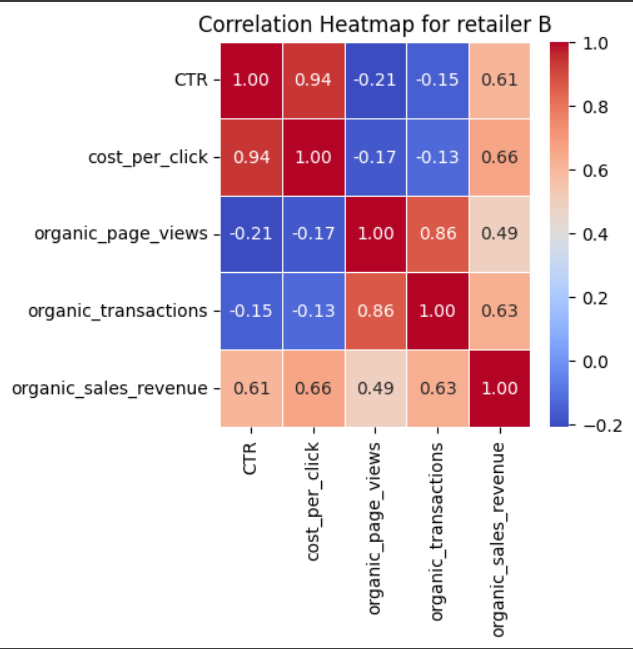 Correlation Heatmap for retailer B
CTR 1.00 0.94 -0.21 -0.15 0.61
cost_per_click 0.94 1.00 -0.17 -0.13 0.66
organic_page_views -0.21 -0.17 1.00 0.86 0.49
organic_transactions -0.15 -0.13 0.86 1.00 0.63
organic_sales_revenue 0.61 0.66 0.49 0.63 1.00
CTR
cost_per_click
organic_page_views
organic_transactions
organic_sales_revenue
1.0
0.8
0.6
0.4
0.2
0.0
−0.2